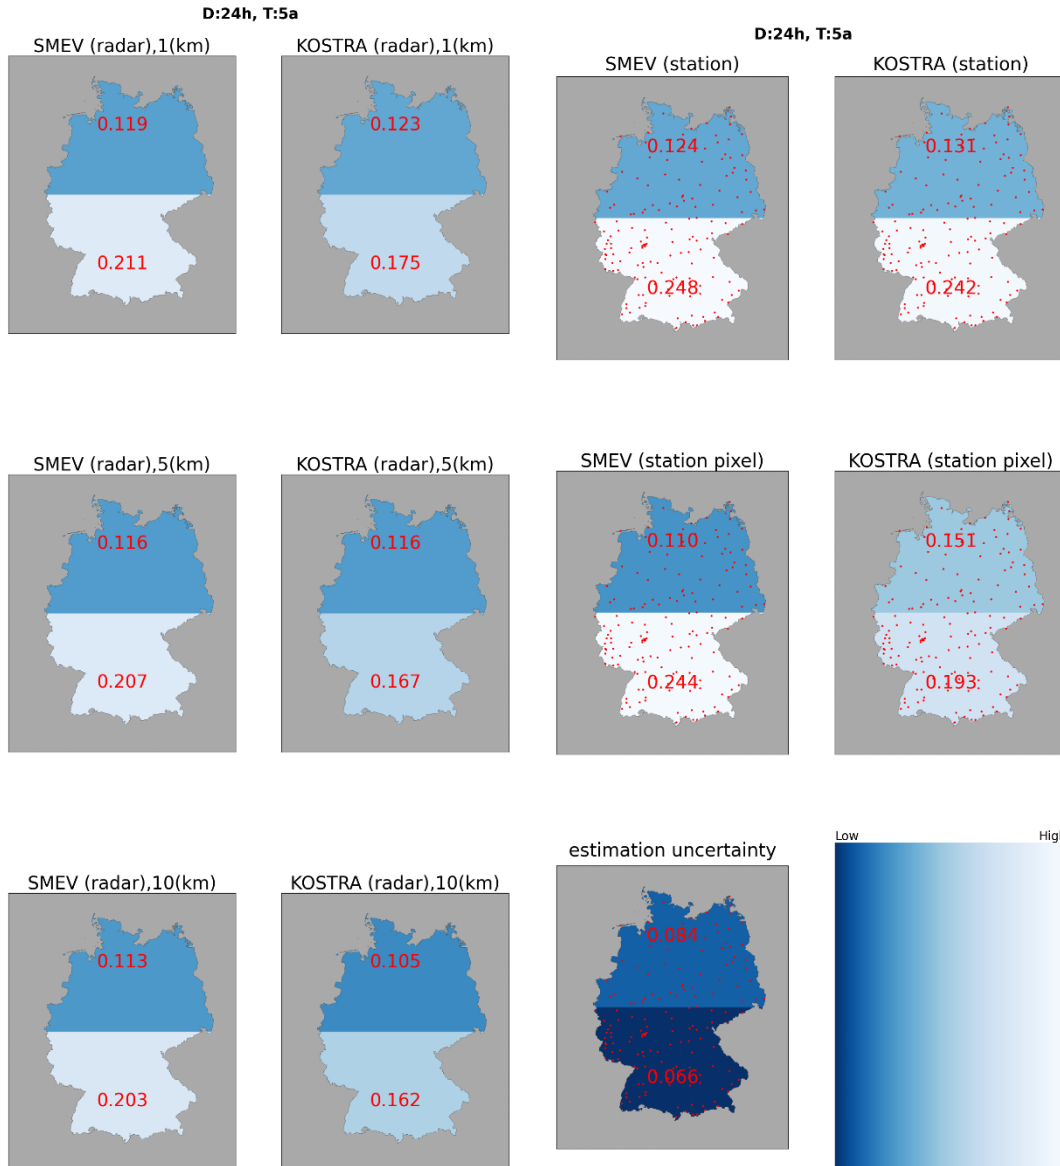 D:24h, T:5a
SMEV (radar),1(km)
KOSTRA (radar),1(km)
0.119
0.123
0.211
0.175
SMEV (radar),5(km)
KOSTRA (radar),5(km)
0.116
0.116
0.207
0.167
SMEV (radar),10(km)
KOSTRA (radar),10(km)
0.113
0.105
0.203
0.162
D:24h, T:5a
SMEV (station)
KOSTRA (station)
0.124
0.131
0.248
0.242
SMEV (station pixel)
KOSTRA (station pixel)
0.110
0.151
0.244
0.193
estimation uncertainty
0.084
0.066
Low
High